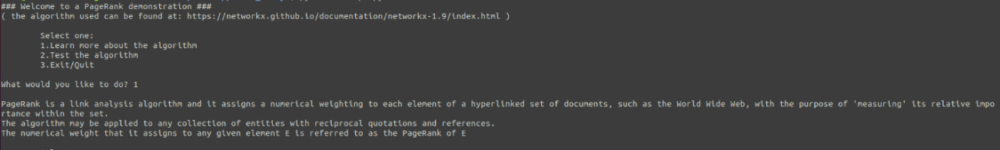 ### Welcome to a PageRank demonstration ###
( the algorithm used can be found at: https://networkx.github.io/documentation/networkx-1.9/index.html )
Select one:
1.Learn more about the algorithm
2.Test the algorithm
3.Exit/Quit
What would you like to do? 1
PageRank is a link analysis algorithm and it assigns a numerical weighting to each element of a hyperlinked set of documents, such as the World Wide Web, with the purpose of 'measuring' its relative impo
rtance within the set.
The algorithm may be applied to any collection of entities with reciprocal quotations and references.
The numerical weight that it assigns to any given element E is referred to as the PageRank of E